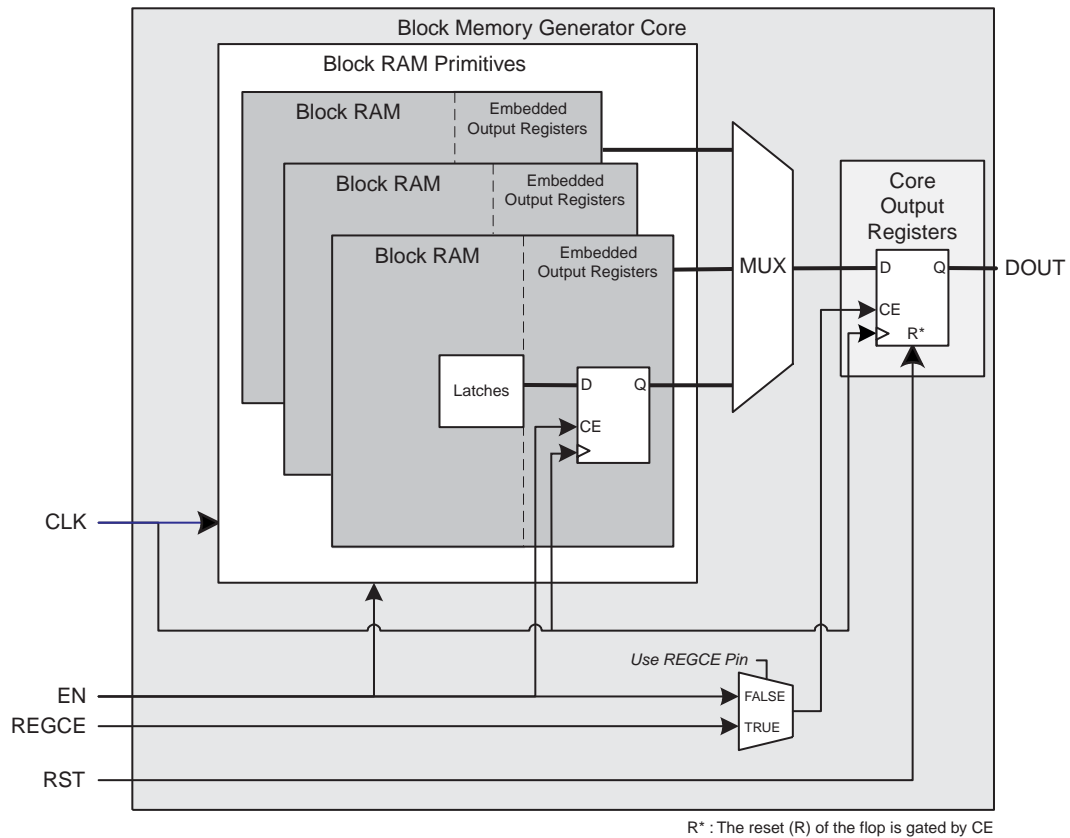 Block Memory Generator Core
Block RAM Primitives
Block RAM
Embedded
Output Registers
Block RAM
Embedded
Output Registers
Block RAM
Embedded
Output Registers
MUX
Core
Output
Registers
D
Q
CE
R*
DOUT
Latches
D
Q
CE
CLK
Use REGCE Pin
EN
FALSE
REGCE
TRUE
RST
R* : The reset (R) of the flop is gated by CE